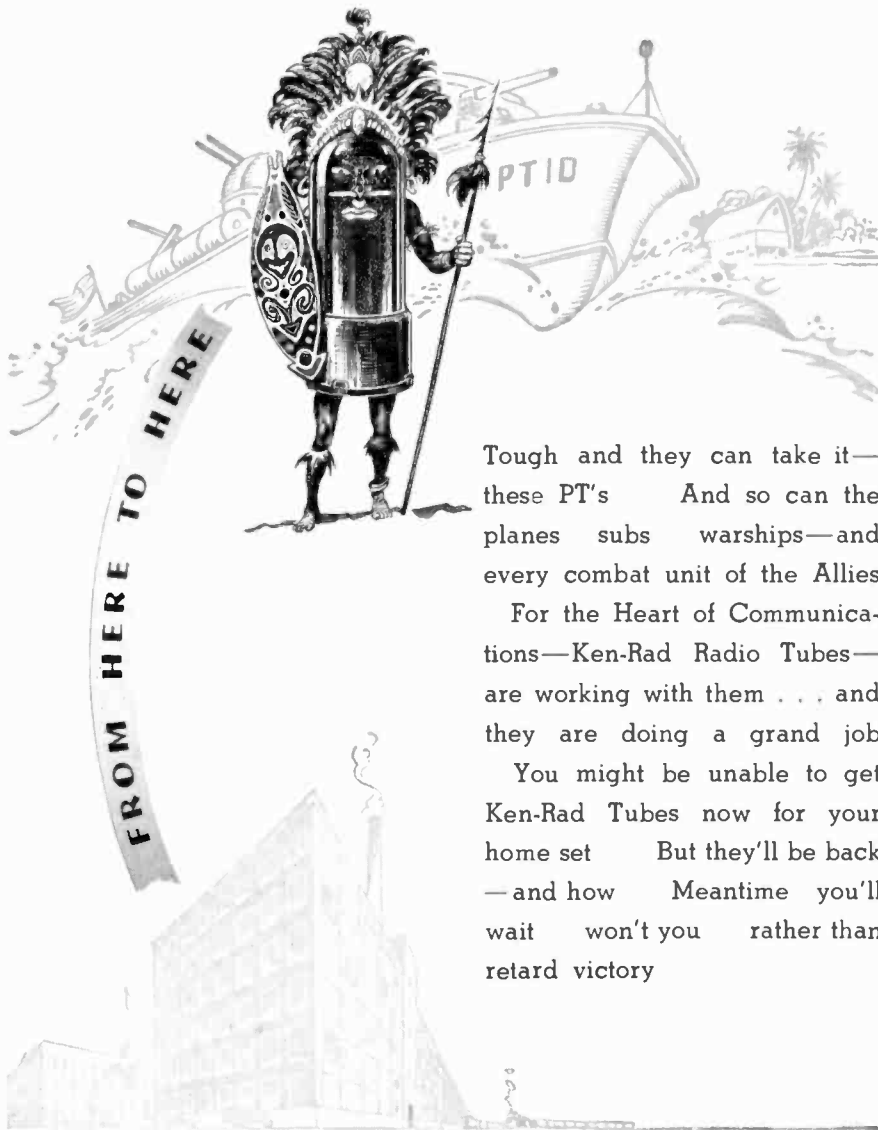 PT10
FROM HERE TO HERE
Tough and they can take it—
these PT's And so can the
planes subs warships—and
every combat unit of the Allies
For the Heart of Communica-
tions—Ken-Rad Radio Tubes—
are working with them . . . and
they are doing a grand job
You might be unable to get
Ken-Rad Tubes now for your
home set But they'll be back
—and how Meantime you'll
wait won't you rather than
retard victory